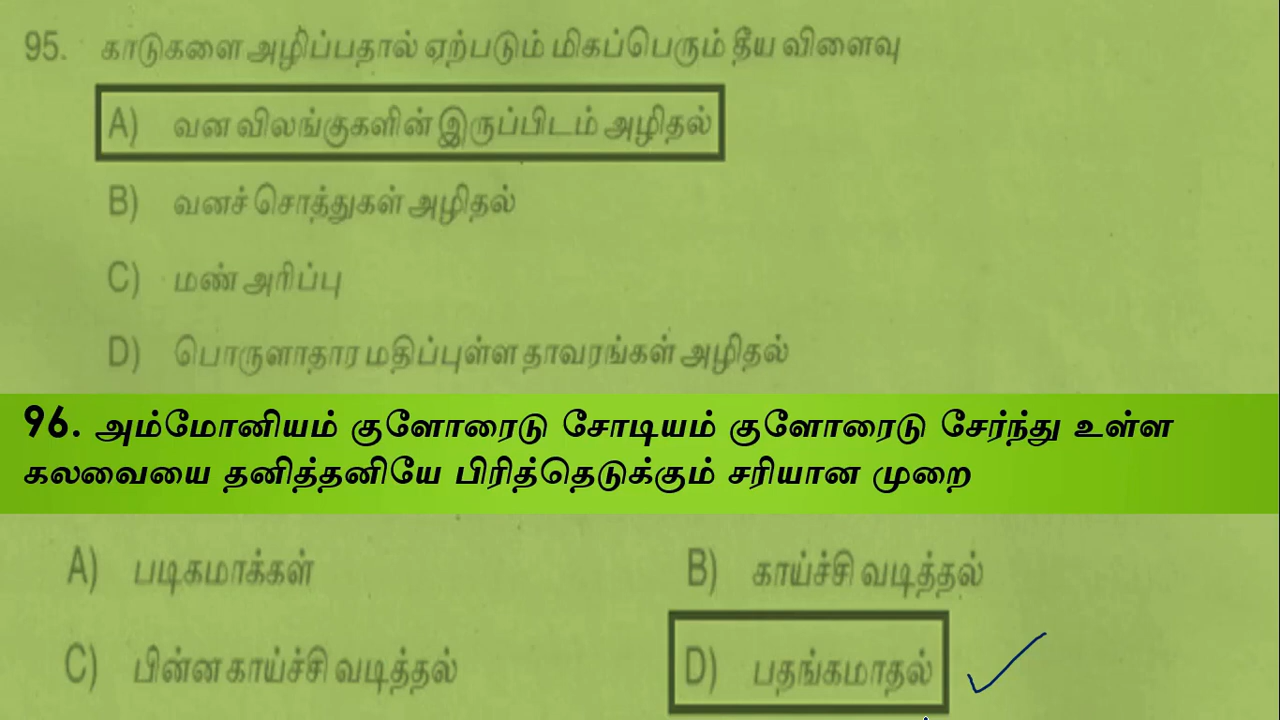 95. காடுகளை அழிப்பதால் ஏற்படும் மிகப்பெரும் தீய விளைவு
A) வன விலங்குகளின் இருப்பிடம் அழிதல்
B) வனச் சொத்துகள் அழிதல்
C) மண் அரிப்பு
D) பொருளாதார மதிப்புள்ள தாவரங்கள் அழிதல்
96. அம்மோனியம் குளோரைடு சோடியம் குளோரைடு சேர்ந்து உள்ள
கலவையை தனித்தனியே பிரித்தெடுக்கும் சரியான முறை
A) படிகமாக்கள் B) காய்ச்சி வடித்தல்
C) பின்ன காய்ச்சி வடித்தல் D) பதங்கமாதல்